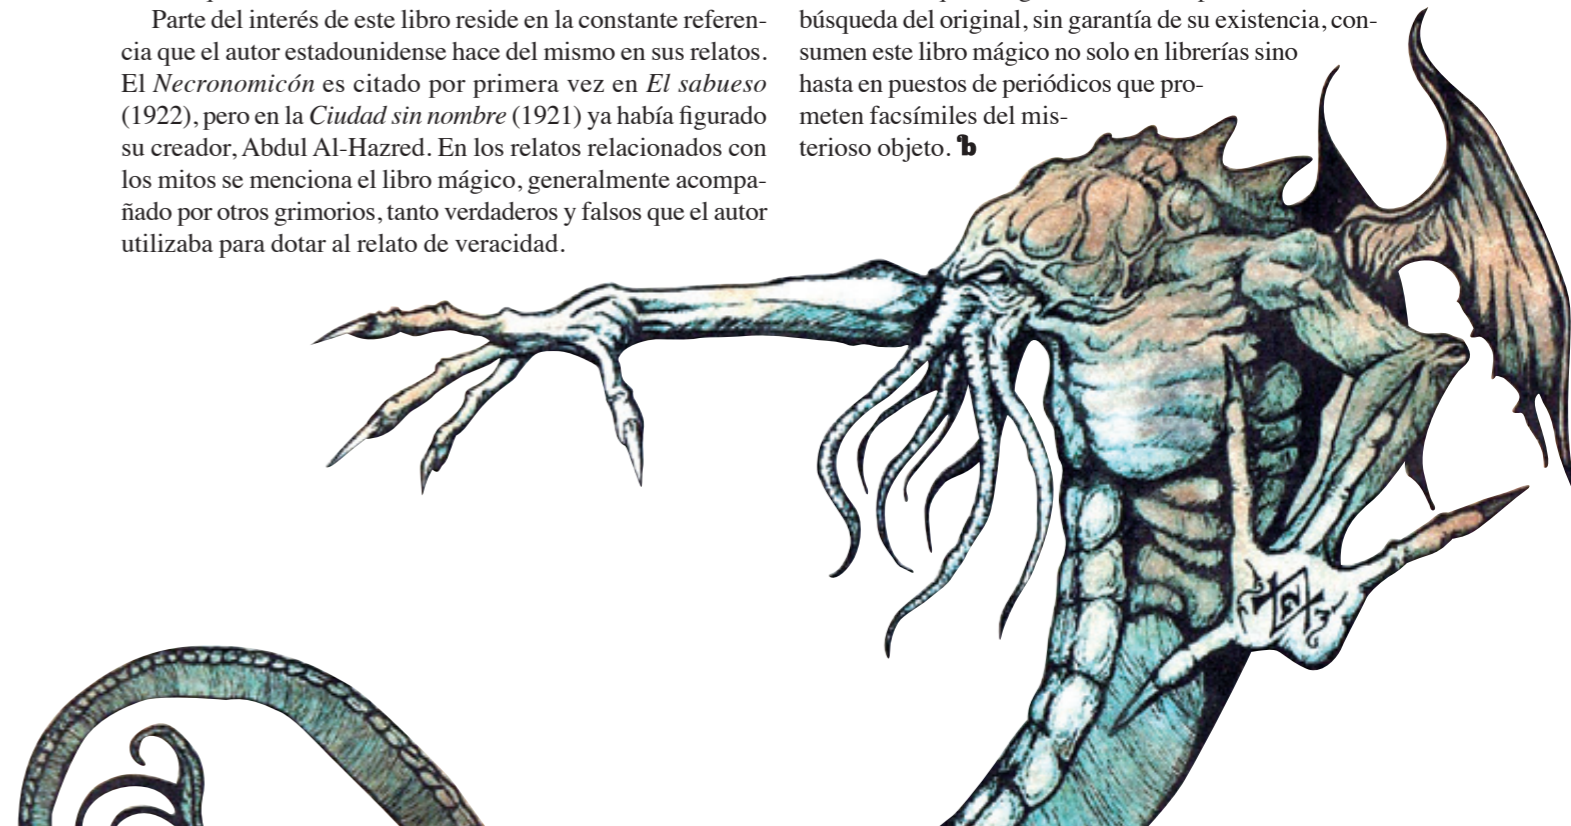 Parte del interés de este libro reside en la constante referen-
cia que el autor estadounidense hace del mismo en sus relatos.
El Necronomicón es citado por primera vez en El sabueso
(1922), pero en la Ciudad sin nombre (1921) ya había figurado
su creador, Abdul Al-Hazred. En los relatos relacionados con
los mitos se menciona el libro mágico, generalmente acompa-
ñado por otros grimorios, tanto verdaderos y falsos que el autor
utilizaba para dotar al relato de veracidad.
búsqueda del original, sin garantía de su existencia, con-
sumen este libro mágico no solo en librerías sino
hasta en puestos de periódicos que pro-
meten facsímiles del mis-
terioso objeto.